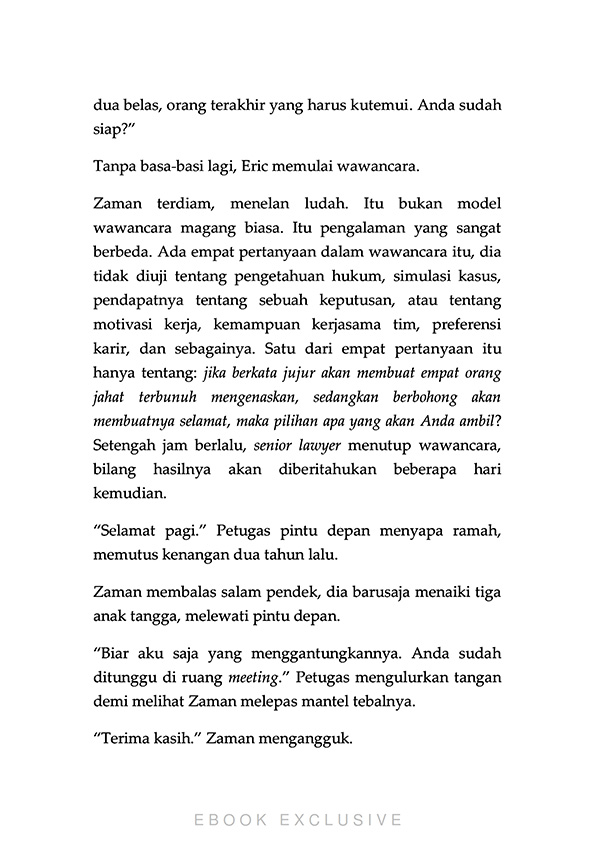 dua belas, orang terakhir yang harus kutemui. Anda sudah
siap?”
Tanpa basa-basi lagi, Eric memulai wawancara.
Zaman terdiam, menelan ludah. Itu bukan model
wawancara magang biasa. Itu pengalaman yang sangat
berbeda. Ada empat pertanyaan dalam wawancara itu, dia
tidak diuji tentang pengetahuan hukum, simulasi kasus,
pendapatnya tentang sebuah keputusan, atau tentang
motivasi kerja, kemampuan kerjasama tim, preferensi
karir, dan sebagainya. Satu dari empat pertanyaan itu
hanya tentang: jika berkata jujur akan membuat empat orang
jahat terbunuh mengenaskan, sedangkan berbohong akan
membuatnya selamat, maka pilihan apa yang akan Anda ambil?
Setengah jam berlalu, senior lawyer menutup wawancara,
bilang hasilnya akan diberitahukan beberapa hari
kemudian.
“Selamat pagi.” Petugas pintu depan menyapa ramah,
memutus kenangan dua tahun lalu.
Zaman membalas salam pendek, dia barusaja menaiki tiga
anak tangga, melewati pintu depan.
“Biar aku saja yang menggantungkannya. Anda sudah
ditunggu di ruang meeting.” Petugas mengulurkan tangan
demi melihat Zaman melepas mantel tebalnya.
“Terima kasih.” Zaman mengangguk.
EBOOK EXCLUSIVE